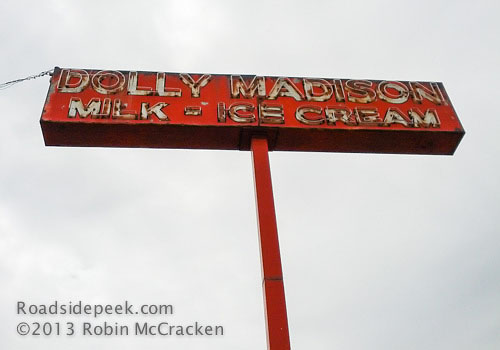 DOLLY MADISON
MILK - ICE CREAM
Roadsidepeek.com
©2013 Robin McCracken